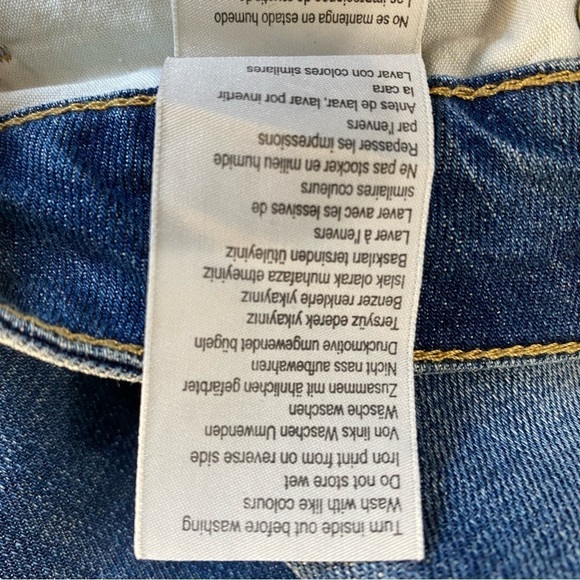 Turn inside out before washing
Wash with like colours
Do not store wet
Iron print from on reverse side
Von links Waschen Umwenden
Wäsche waschen
Zusammen mit ähnlichen gefärbter
Nicht nass aufbewahren
Druckmotive umgewendet bügeln
Tersyüz ederek yıkayınız
Benzer renklerle yıkayınız
Islak olarak muhafaza etmeyiniz
Baskıları tersinden ütüleyiniz
Laver à l'envers
Laver avec les lessives de
similaires couleurs
Ne pas stocker en milieu humide
Repasser les impressions
par l'envers
Antes de lavar, lavar, por invertir
la cara
Lavar con colores similares
No se mantenga en estado humedo